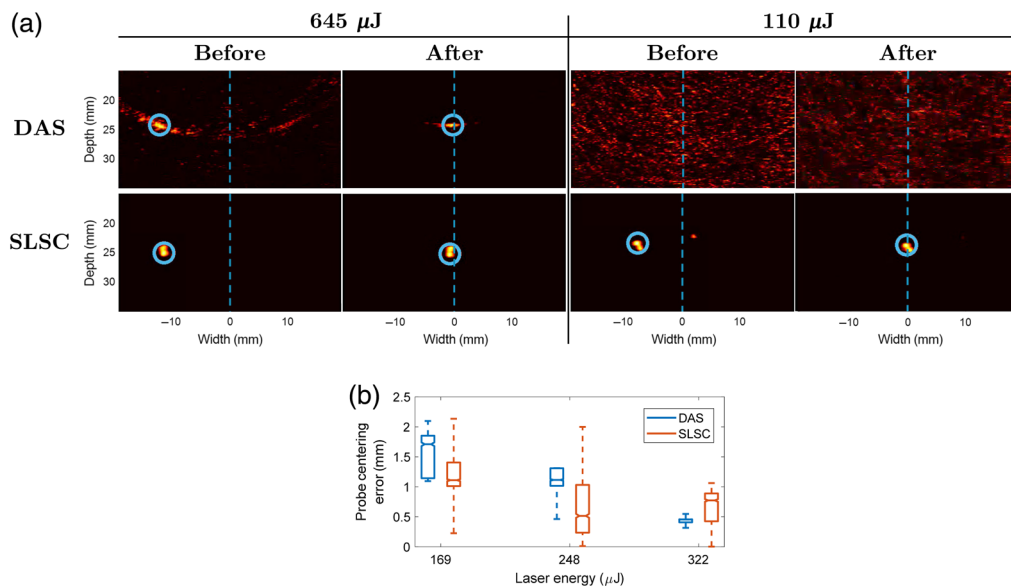 (a)
645 μJ 110 μJ
Before After Before After
DAS
Depth (mm)
20
25
30
SLSC
Depth (mm)
20
25
30
−10 0 10 −10 0 10 −10 0 10 −10 0 10
Width (mm) Width (mm) Width (mm) Width (mm)
(b)
Probe centering
error (mm)
2.5
2
1.5
1
0.5
0
DAS
SLSC
169 248 322
Laser energy (μJ)